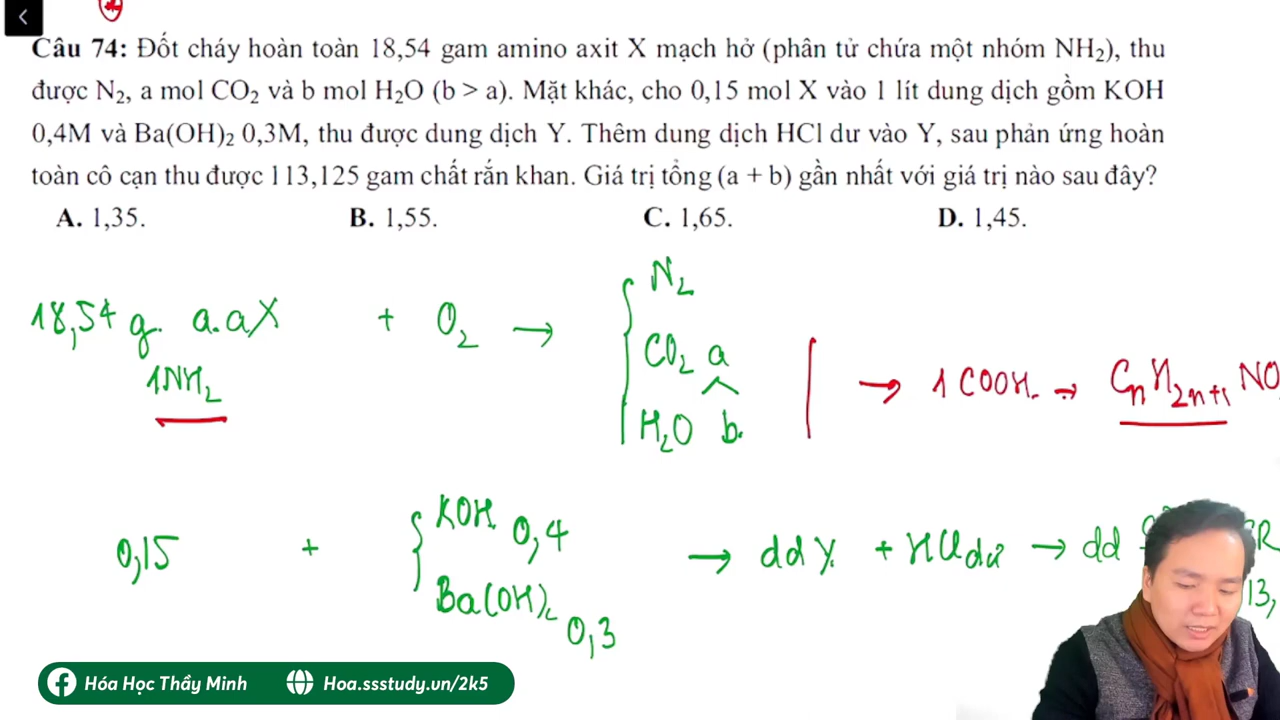 Câu 74: Đốt cháy hoàn toàn 18,54 gam amino axit X mạch hở (phân tử chứa một nhóm NH₂), thu
được N₂, a mol CO₂ và b mol H₂O (b > a). Mặt khác, cho 0,15 mol X vào 1 lít dung dịch gồm KOH
0,4M và Ba(OH)₂ 0,3M, thu được dung dịch Y. Thêm dung dịch HCl dư vào Y, sau phản ứng hoàn
toàn cô cạn thu được 113,125 gam chất rắn khan. Giá trị tổng (a + b) gần nhất với giá trị nào sau đây?
A. 1,35. B. 1,55. C. 1,65. D. 1,45.
N₂
18,54 g. a.a X + O₂ → CO₂ a → 1 COOH. → CₙH₂ₙ₊₁ NO
1NH₂
H₂O b.
KOH 0,4
0,15 + → dd Y + HCl dư → dd
Ba(OH)₂ 0,3
13,
Hóa Học Thầy Minh Hoa.ssstudy.vn/2k5